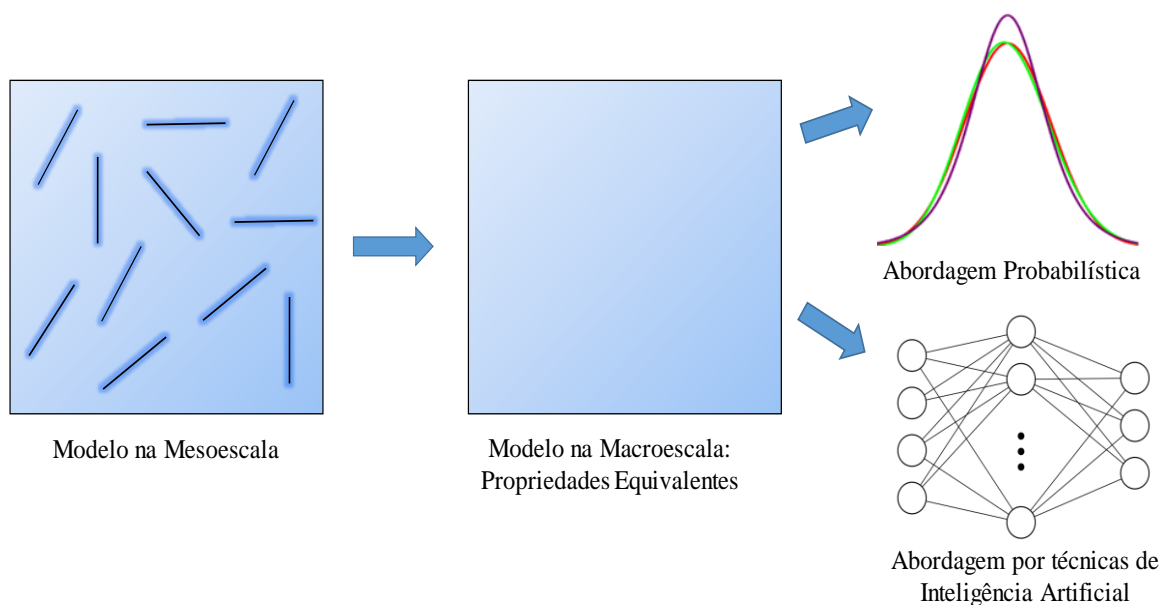 Modelo na Mesoescala
Modelo na Macroescala:
Propriedades Equivalentes
Abordagem Probabilística
Abordagem por técnicas de
Inteligência Artificial